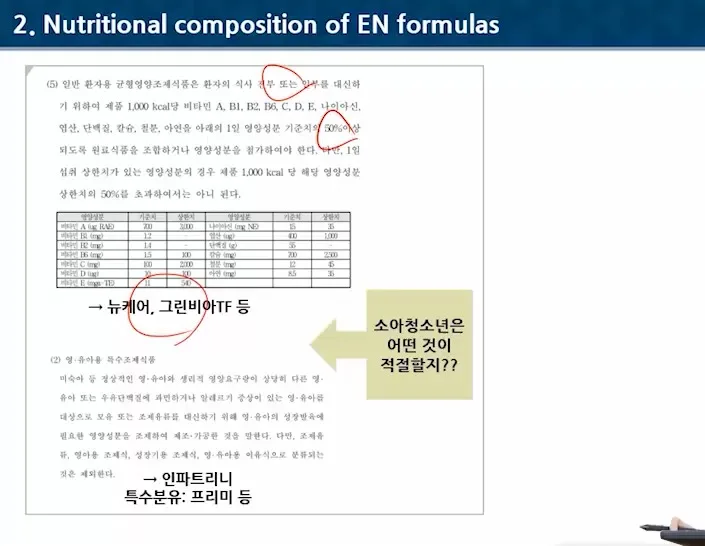 2. Nutritional composition of EN formulas
(5) 일반 환자용 균형영양조제식품은 환자의 식사 전부 또는 일부를 대신하
기 위하여 제품 1,000 kcal당 비타민 A, B1, B2, B6, C, D, E, 나이아신,
엽산, 단백질, 칼슘, 철분, 아연을 아래의 1일 영양성분 기준치의 50%이상
되도록 원료식품을 조합하거나 영양성분을 첨가하여야 한다. 다만, 1일
섭취 상한치가 있는 영양성분의 경우 제품 1,000 kcal 당 해당 영양성분
상한치의 50%를 초과하여서는 아니 된다.
영양성분 기준치 상한치 영양성분 기준치 상한치
비타민 A (ug RAE) 700 3,000 나이아신 (mg NE) 15 35
비타민 B1 (mg) 1.2 - 엽산 (ug) 400 1,000
비타민 B2 (mg) 1.4 - 단백질 (g) 55 -
비타민 B6 (mg) 1.5 100 칼슘 (mg) 700 2,500
비타민 C (mg) 100 2,000 철분 (mg) 12 45
비타민 D (ug) 10 100 아연 (mg) 8.5 35
비타민 E (mgα-TE) 11 540
→ 뉴케어, 그린비아TF 등
소아청소년은
어떤 것이
적절할지??
(2) 영·유아용 특수조제식품
미숙아 등 정상적인 영·유아와 생리적 영양요구량이 상당히 다른 영·
유아 또는 우유단백질에 과민하거나 알레르기 증상이 있는 영·유아를
대상으로 모유 또는 조제유류를 대신하기 위해 영·유아의 성장발육에
필요한 영양성분을 조제하여 제조·가공한 것을 말한다. 다만, 조제유
류, 영아용 조제식, 성장기용 조제식, 영·유아용 이유식으로 분류되는
것은 제외한다.
→ 인파트리니
특수분유: 프리미 등